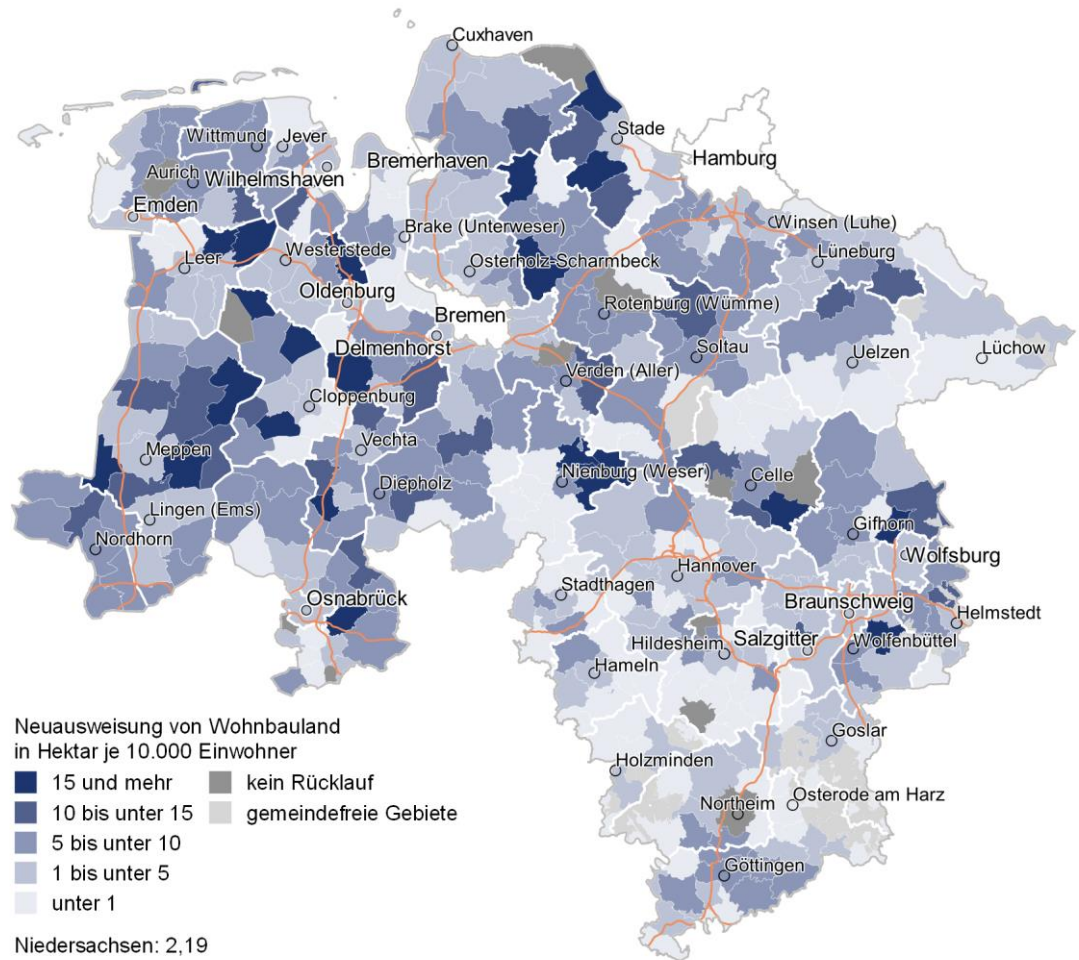 Cuxhaven
Stade
Wittmund
Jever
Hamburg
Bremerhaven
Aurich
Wilhelmshaven
Emden
Brake (Unterweser)
Winsen (Luhe)
Westerstede
Lüneburg
Leer
Osterholz-Scharmbeck
Oldenburg
Rotenburg (Wümme)
Bremen
Delmenhorst
Soltau
Uelzen
Lüchow
Verden (Aller)
Cloppenburg
Vechta
Meppen
Nienburg (Weser)
Celle
Diepholz
Lingen (Ems)
Gifhorn
Nordhorn
Wolfsburg
Hannover
Stadthagen
Osnabrück
Braunschweig
Helmstedt
Hildesheim
Salzgitter
Wolfenbüttel
Hameln
Goslar
Holzminden
Northeim
Osterode am Harz
Göttingen
Neuausweisung von Wohnbauland
in Hektar je 10.000 Einwohner
15 und mehr
kein Rücklauf
10 bis unter 15
gemeindefreie Gebiete
5 bis unter 10
1 bis unter 5
unter 1
Niedersachsen: 2,19